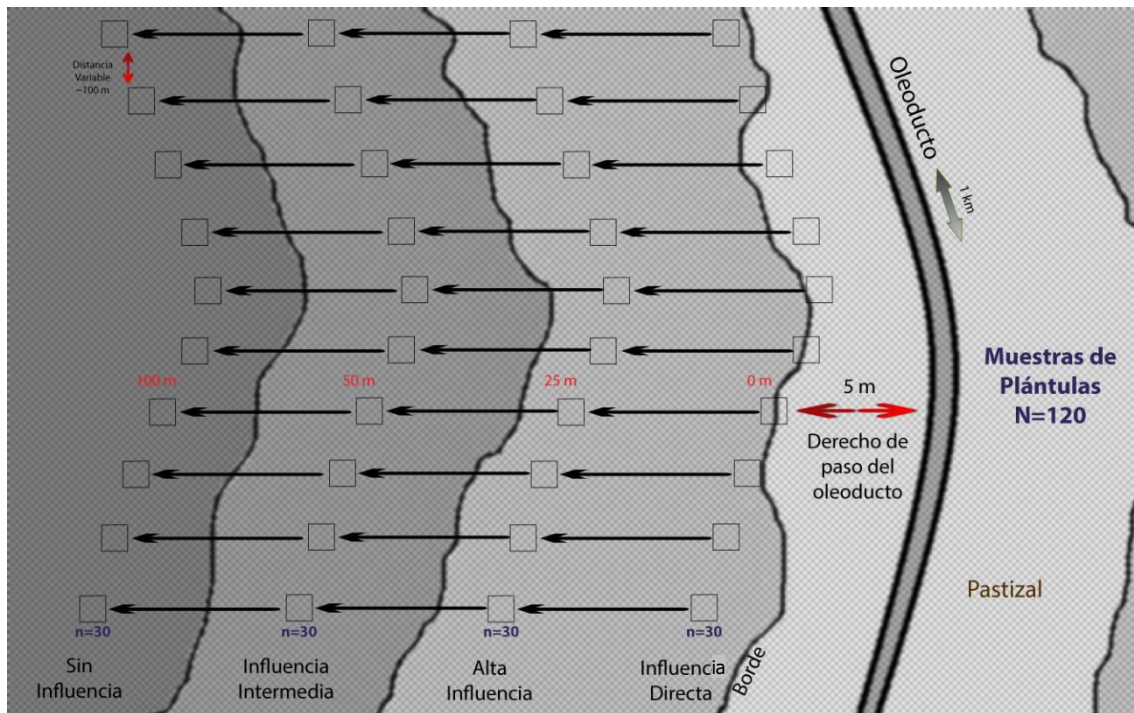 Distancia
Variable
~100 m
Oleoducto
1 km
100 m
50 m
25 m
0 m
5 m
Derecho de
paso del
oleoducto
Muestras de
Plántulas
N=120
Pastizal
n=30
n=30
n=30
n=30
Sin
Influencia
Influencia
Intermedia
Alta
Influencia
Influencia
Directa
Borde